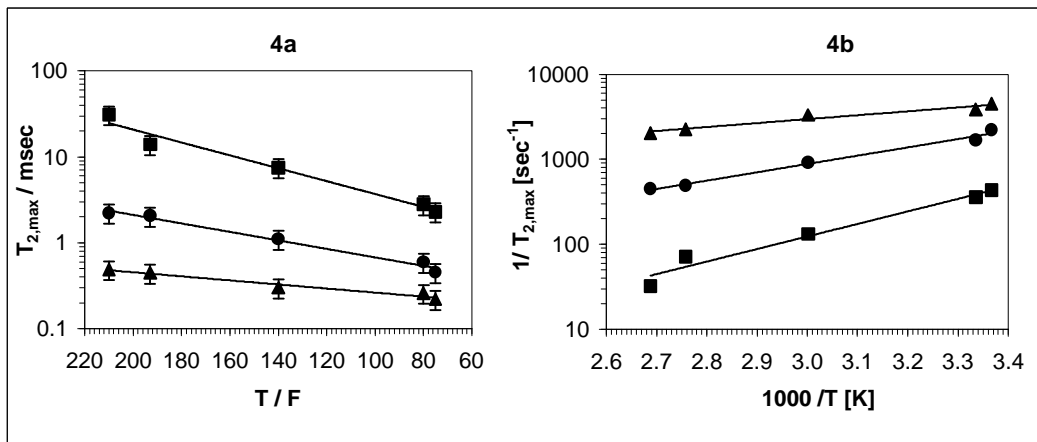 4a
100
10
1
0.1
T2,max / msec
220 200 180 160 140 120 100 80 60
T / F
4b
10000
1000
100
10
1/ T2,max [sec-1]
2.6 2.7 2.8 2.9 3.0 3.1 3.2 3.3 3.4
1000 /T [K]